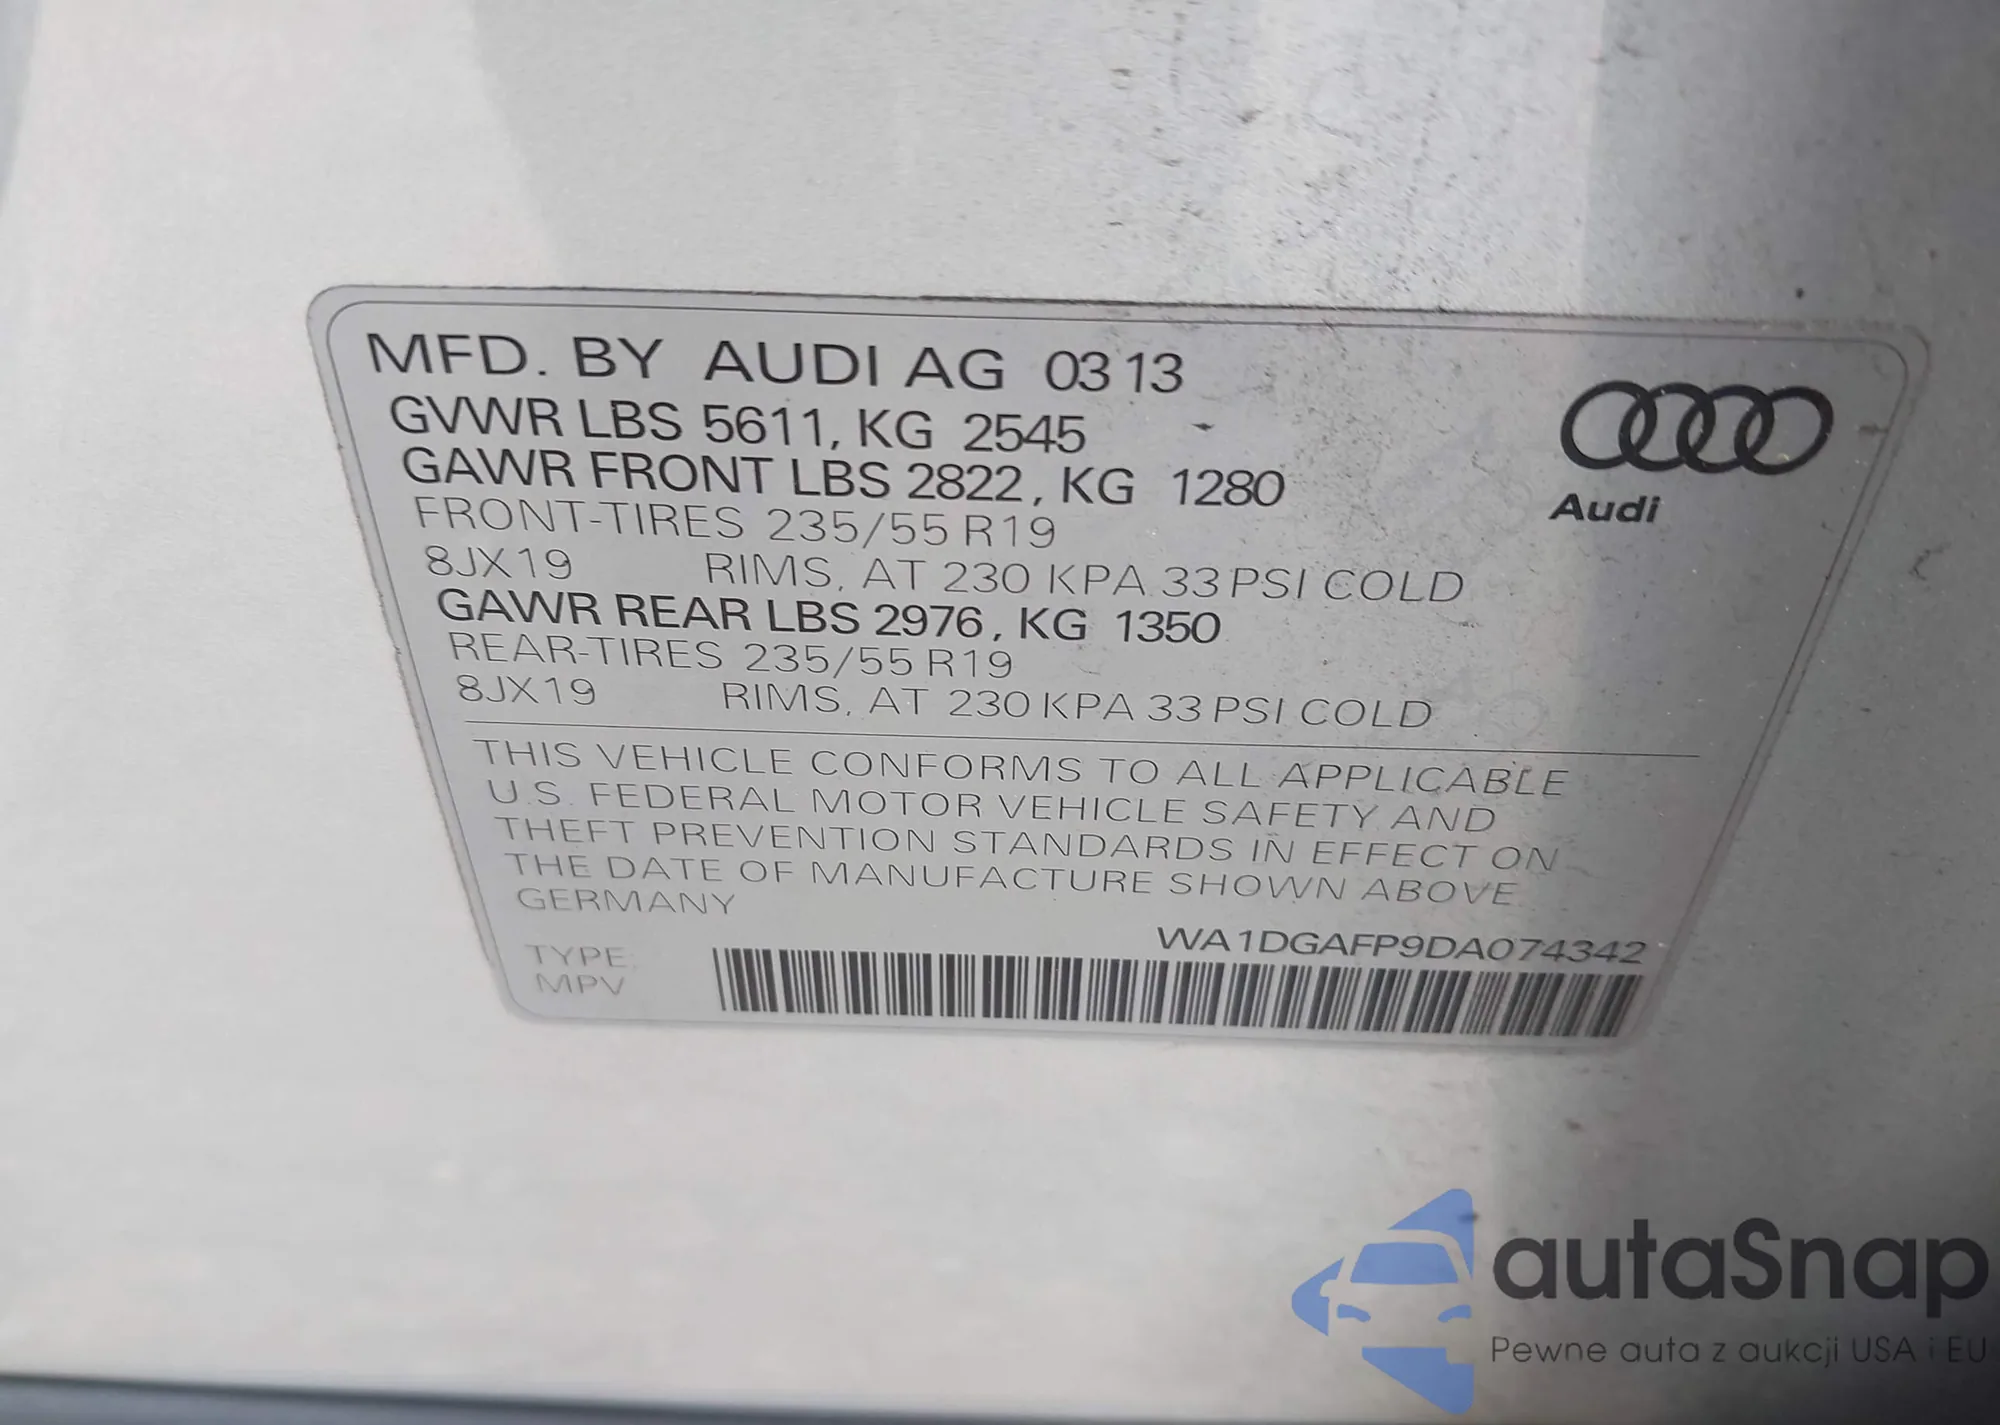 MFD. BY AUDI AG 03 13
GVWR LBS 5611, KG 2545
GAWR FRONT LBS 2822, KG 1280
FRONT-TIRES 235/55 R19
8JX19 RIMS, AT 230 KPA 33 PSI COLD
GAWR REAR LBS 2976, KG 1350
REAR-TIRES 235/55 R19
8JX19 RIMS, AT 230 KPA 33 PSI COLD
Audi
THIS VEHICLE CONFORMS TO ALL APPLICABLE
U.S. FEDERAL MOTOR VEHICLE SAFETY AND
THEFT PREVENTION STANDARDS IN EFFECT ON
THE DATE OF MANUFACTURE SHOWN ABOVE.
GERMANY
WA1DGAFP9DA074342
TYPE:
MPV
autaSnap
Pewne auta z aukcji USA i EU